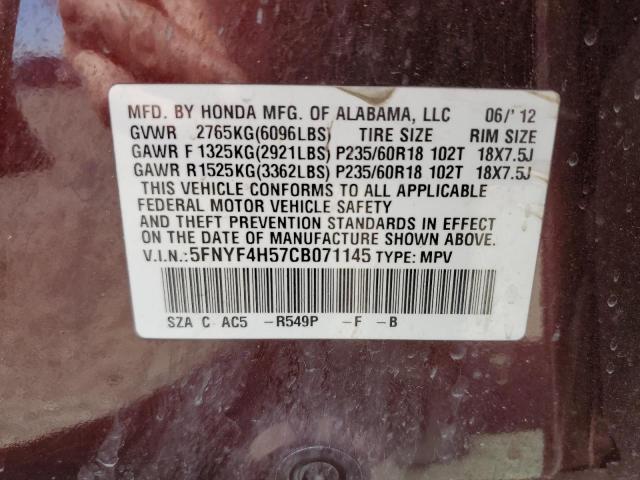 MFD. BY HONDA MFG. OF ALABAMA, LLC 06/' 12
GVWR 2765KG(6096LBS) TIRE SIZE RIM SIZE
GAWR F 1325KG(2921LBS) P235/60R18 102T 18X7.5J
GAWR R1525KG(3362LBS) P235/60R18 102T 18X7.5J
THIS VEHICLE CONFORMS TO ALL APPLICABLE
FEDERAL MOTOR VEHICLE SAFETY
AND THEFT PREVENTION STANDARDS IN EFFECT
ON THE DATE OF MANUFACTURE SHOWN ABOVE.
V.I.N.:5FNYF4H57CB071145 TYPE: MPV
SZA C AC5 -R549P -F -B